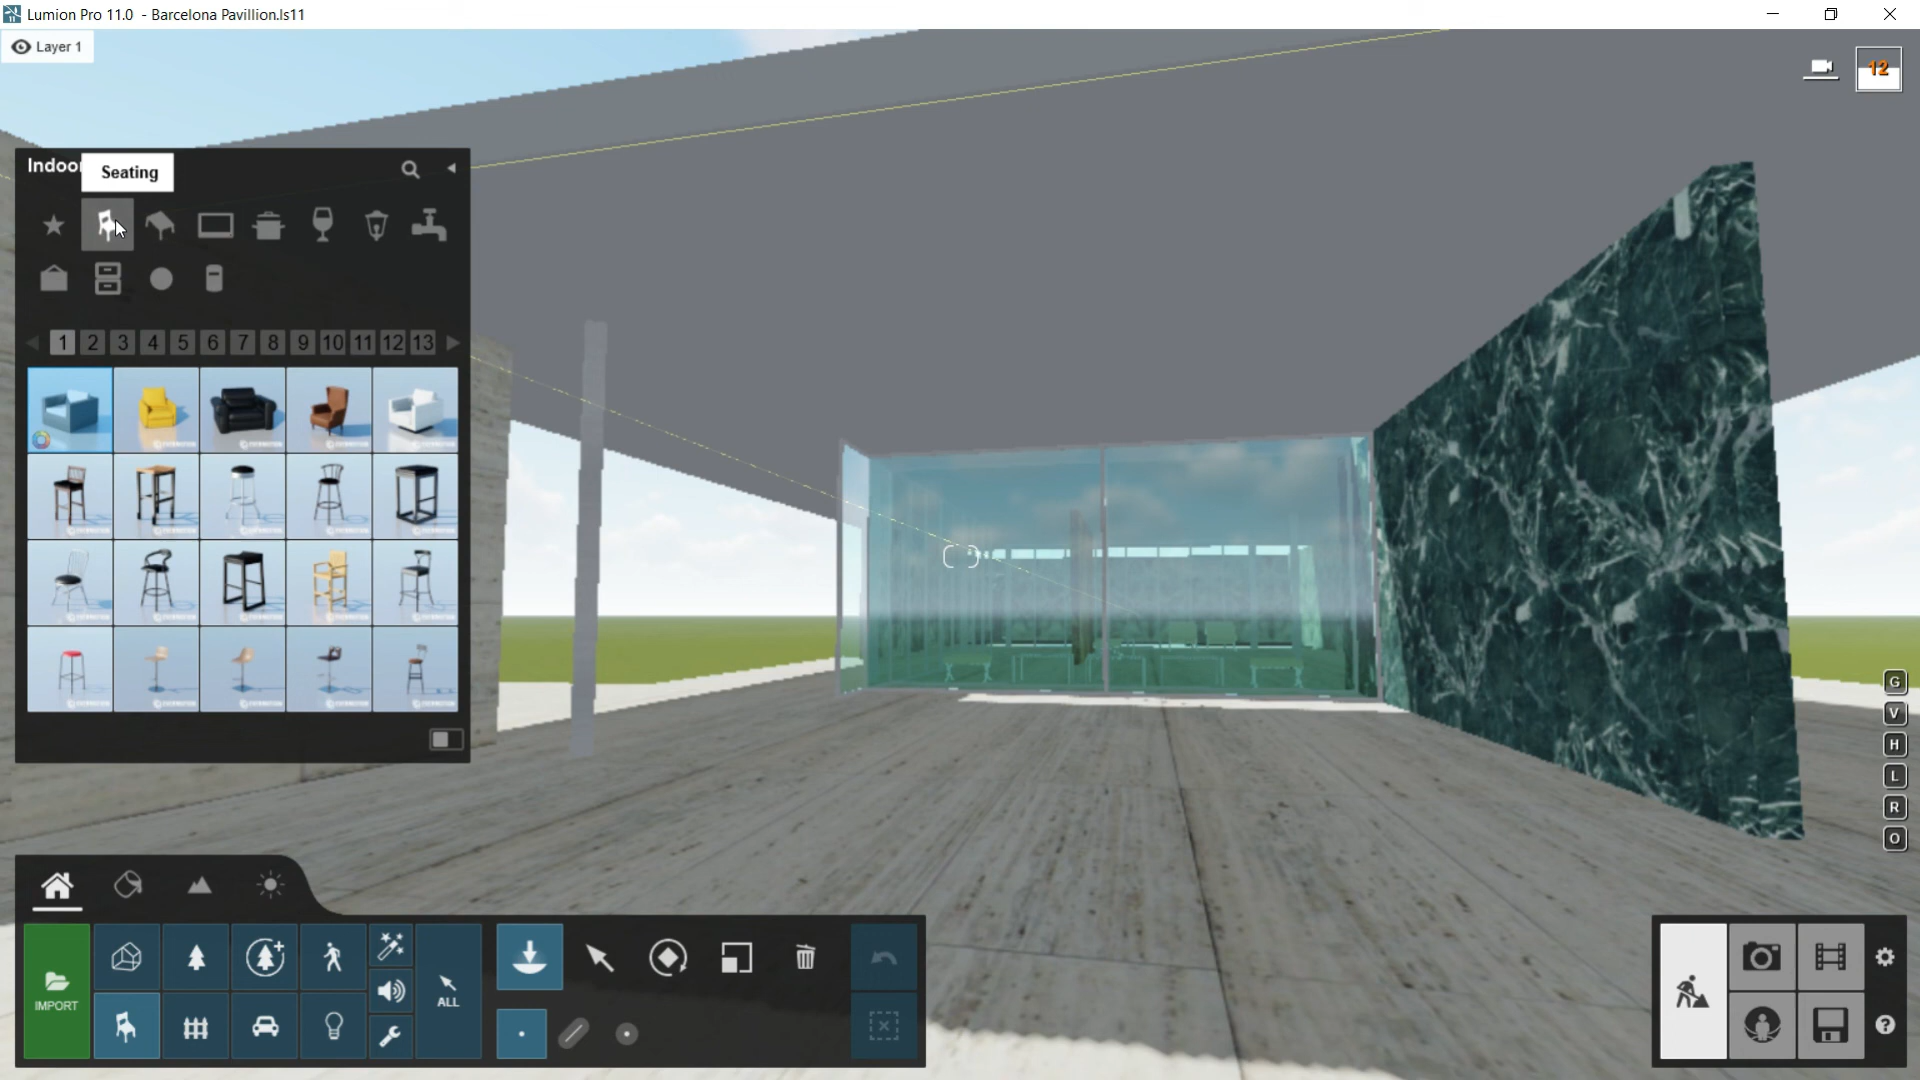 Lumion Pro 11.0 - Barcelona Pavillion.ls11
Layer 1
12
Indoor
Seating
1 2 3 4 5 6 7 8 9 10 11 12 13
G
V
H
L
R
O
IMPORT
ALL
?